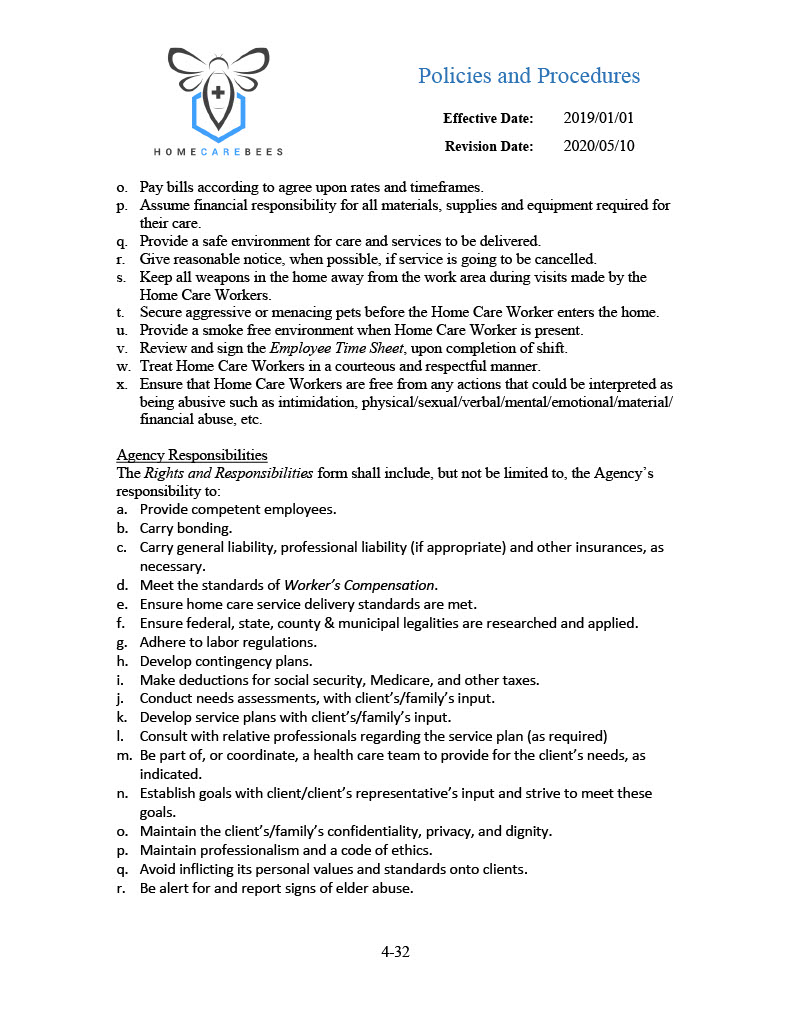 Policies and Procedures
Effective Date: 2019/01/01
Revision Date: 2020/05/10
HOMECAREBEES
o. Pay bills according to agree upon rates and timeframes.
p. Assume financial responsibility for all materials, supplies and equipment required for
their care.
q. Provide a safe environment for care and services to be delivered.
r. Give reasonable notice, when possible, if service is going to be cancelled.
s. Keep all weapons in the home away from the work area during visits made by the
Home Care Workers.
t. Secure aggressive or menacing pets before the Home Care Worker enters the home.
u. Provide a smoke free environment when Home Care Worker is present.
v. Review and sign the Employee Time Sheet, upon completion of shift.
w. Treat Home Care Workers in a courteous and respectful manner.
x. Ensure that Home Care Workers are free from any actions that could be interpreted as
being abusive such as intimidation, physical/sexual/verbal/mental/emotional/material/
financial abuse, etc.
Agency Responsibilities
The Rights and Responsibilities form shall include, but not be limited to, the Agency’s
responsibility to:
a. Provide competent employees.
b. Carry bonding.
c. Carry general liability, professional liability (if appropriate) and other insurances, as
necessary.
d. Meet the standards of Worker’s Compensation.
e. Ensure home care service delivery standards are met.
f. Ensure federal, state, county & municipal legalities are researched and applied.
g. Adhere to labor regulations.
h. Develop contingency plans.
i. Make deductions for social security, Medicare, and other taxes.
j. Conduct needs assessments, with client’s/family’s input.
k. Develop service plans with client’s/family’s input.
l. Consult with relative professionals regarding the service plan (as required)
m. Be part of, or coordinate, a health care team to provide for the client’s needs, as
indicated.
n. Establish goals with client/client’s representative’s input and strive to meet these
goals.
o. Maintain the client’s/family’s confidentiality, privacy, and dignity.
p. Maintain professionalism and a code of ethics.
q. Avoid inflicting its personal values and standards onto clients.
r. Be alert for and report signs of elder abuse.
4-32